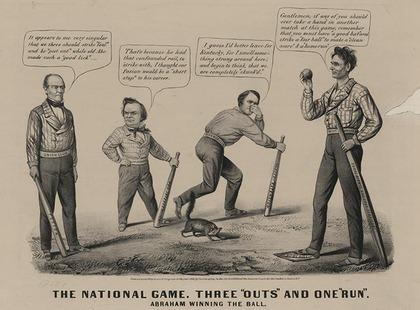 It appears to me very singular
that we three should strike "foul"
and be "put out" while old Abe
made such a "good lick".
That's because he had
that confounded rail, to
strike with, I thought our
fusion would be a "short
stop" to his career.
I guess I'd better leave for
Kentucky, for I smell some-
thing strong around here,
and begin to think, that we
are completely "skunk'd".
Gentlemen, if any of you should
ever take a hand in another
match at this game, remember
that you must have a good bat and
strike a fair ball to make a "clean
score" & a "home run."
UNION CLUB
THE NATIONAL GAME. THREE "OUTS" AND ONE "RUN".
ABRAHAM WINNING THE BALL.